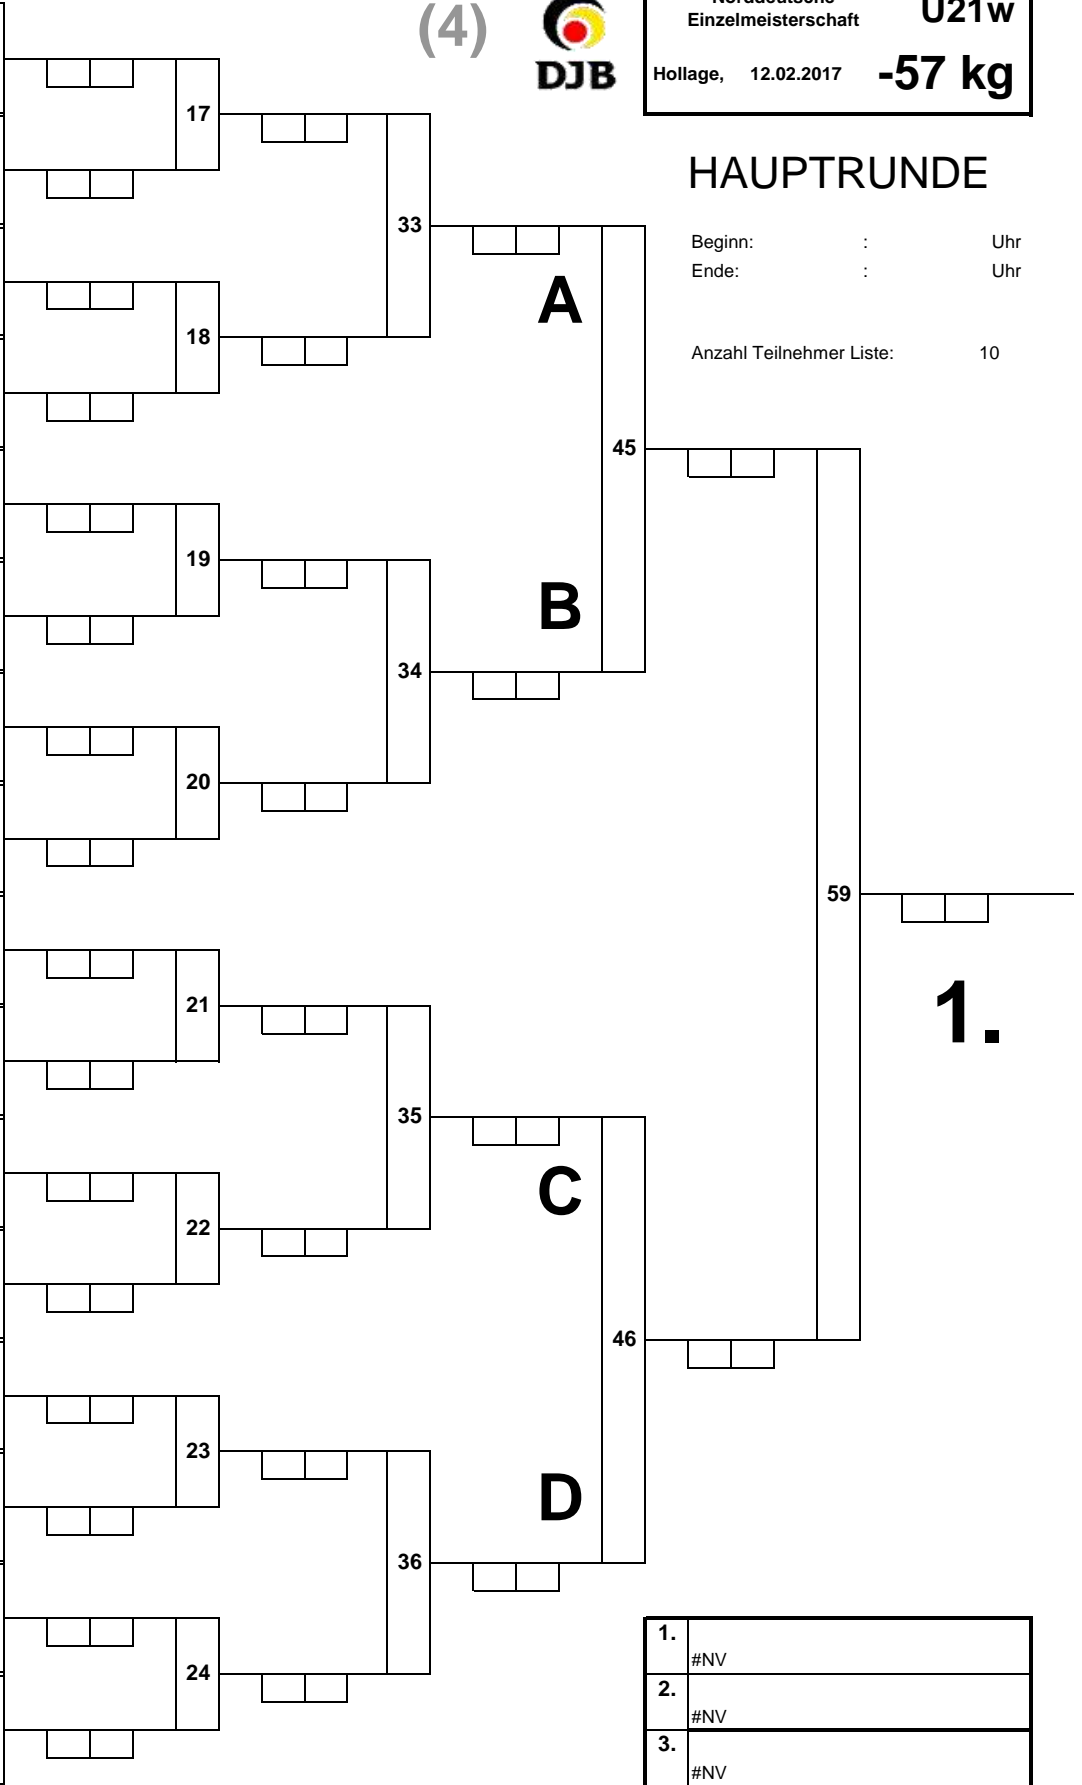 (4)
DJB
Norddeutsche
Einzelmeisterschaft
U21w
Hollage, 12.02.2017 -57 kg
HAUPTRUNDE
Beginn: : Uhr
Ende: : Uhr
Anzahl Teilnehmer Liste: 10
17
33
A
18
45
19
B
34
20
59
21
1.
35
C
22
46
23
D
36
24
1.
#NV
2.
#NV
3.
#NV